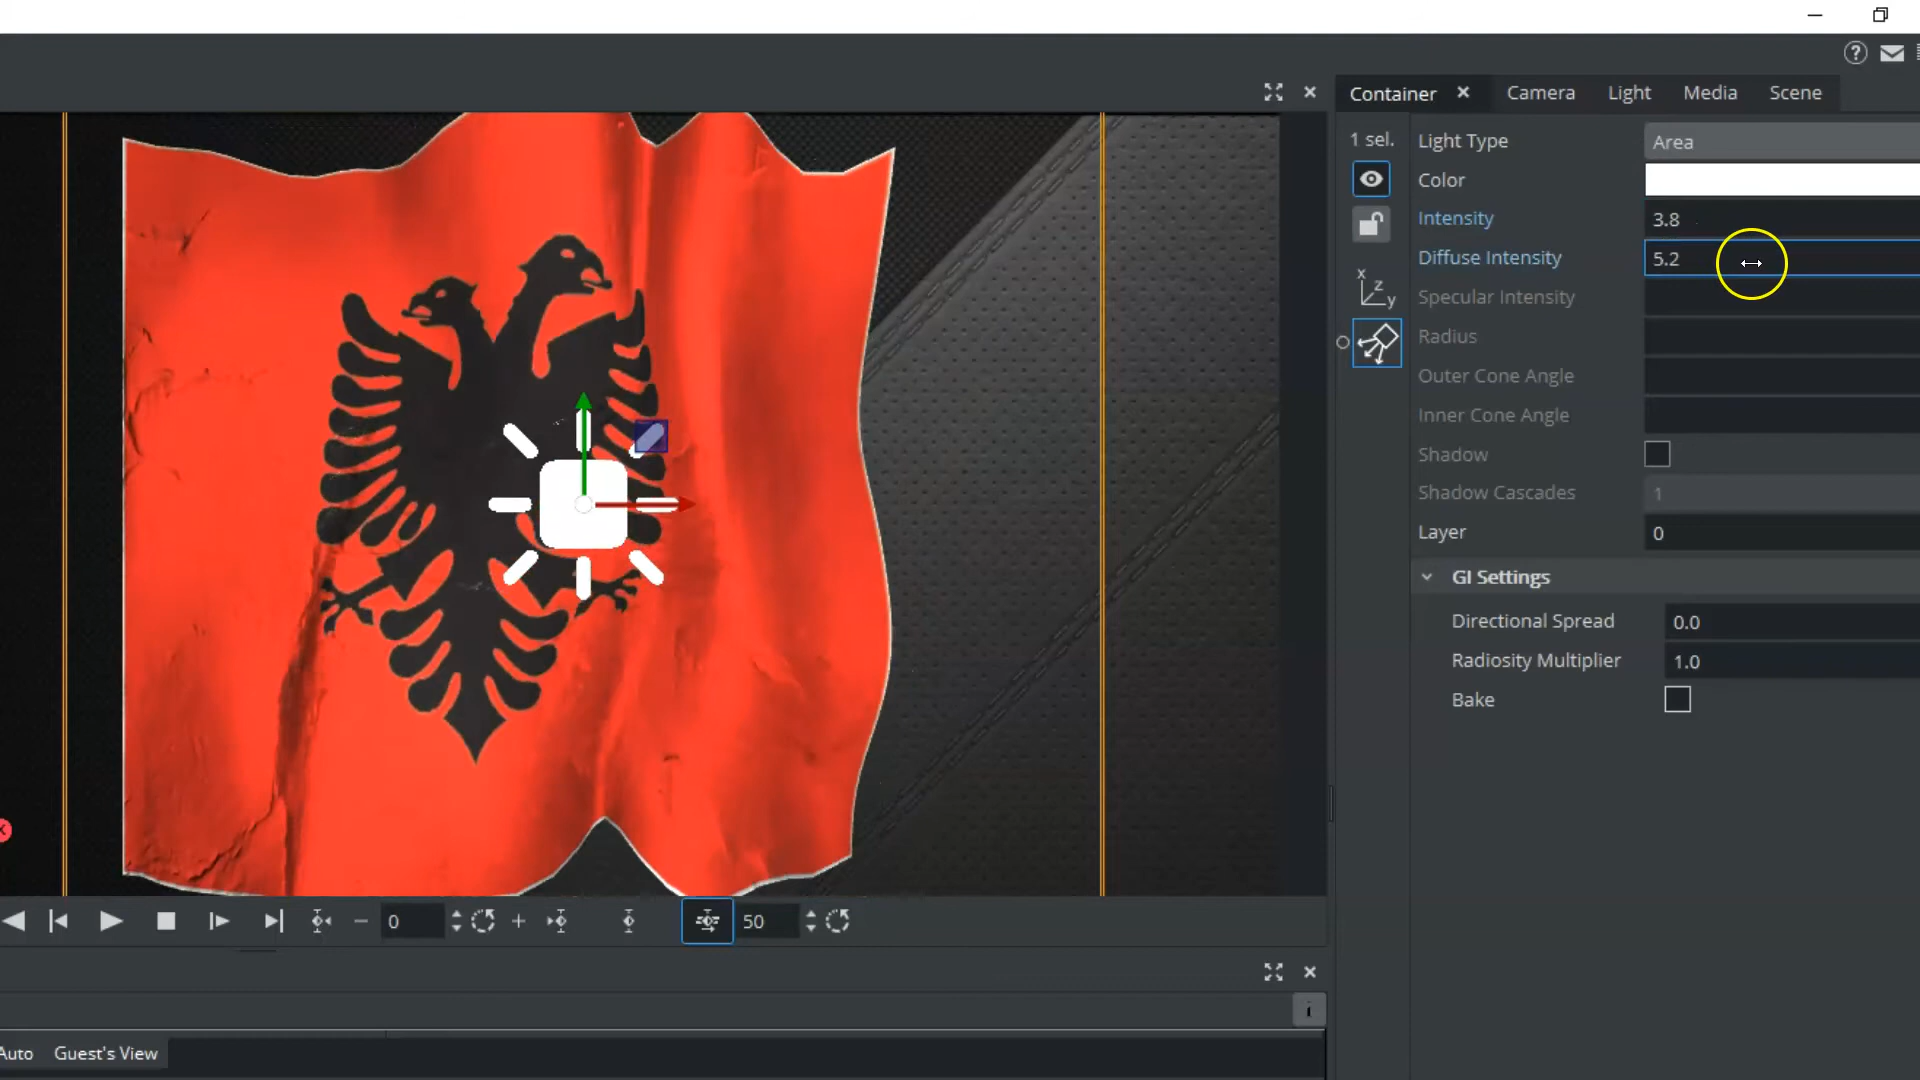 Container Camera Light Media Scene
1 sel.
Light Type Area
Color
Intensity 3.8
Diffuse Intensity 5.2
Specular Intensity
Radius
Outer Cone Angle
Inner Cone Angle
Shadow
Shadow Cascades 1
Layer 0
GI Settings
Directional Spread 0.0
Radiosity Multiplier 1.0
Bake
x
z
y
0 50
i
Auto Guest's View